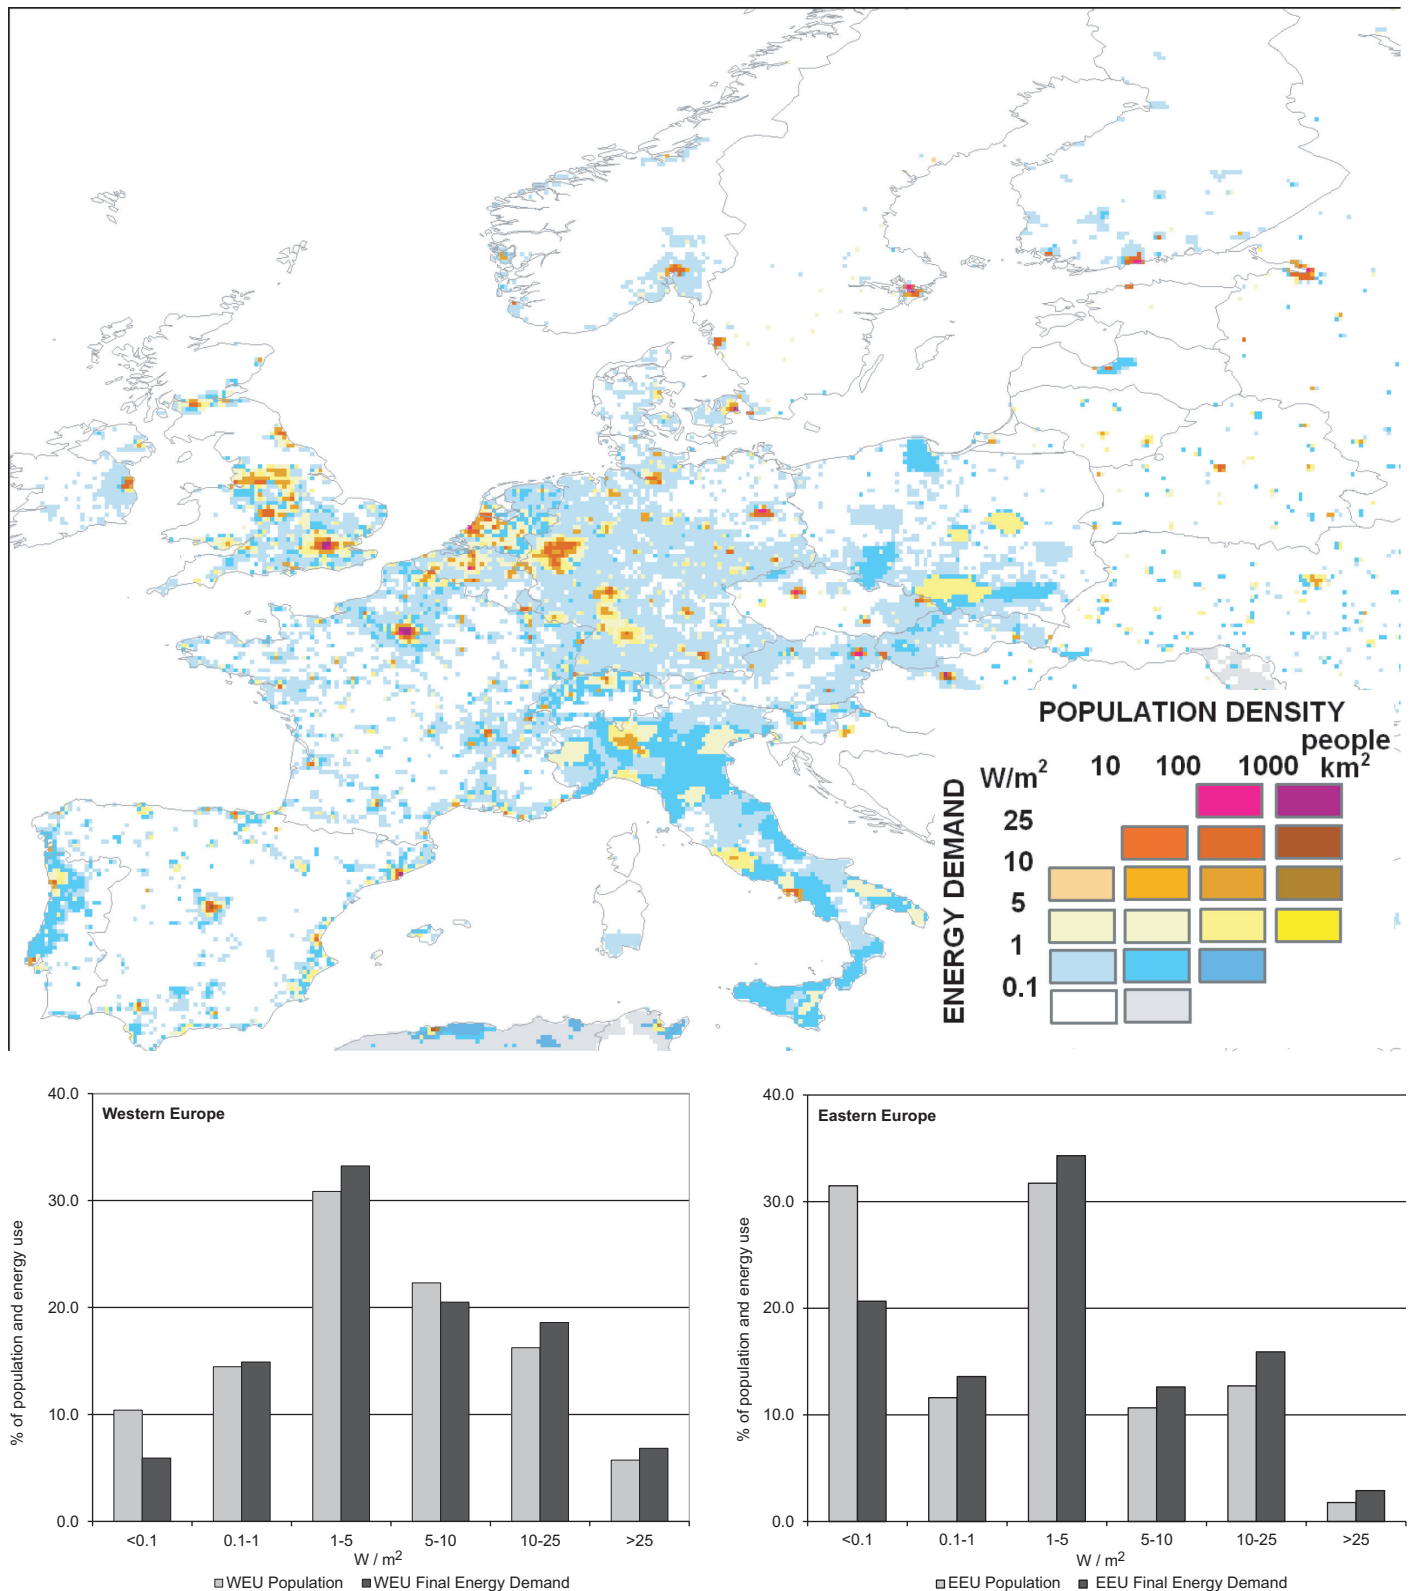 POPULATION DENSITY
people
W/m² 10 100 1000 km²
25
10
5
1
0.1
ENERGY DEMAND
40.0
30.0
20.0
10.0
0.0
% of population and energy use
Western Europe
<0.1 0.1-1 1-5 5-10 10-25 >25
W / m²
WEU Population WEU Final Energy Demand
40.0
30.0
20.0
10.0
0.0
% of population and energy use
Eastern Europe
<0.1 0.1-1 1-5 5-10 10-25 >25
W / m²
EEU Population EEU Final Energy Demand